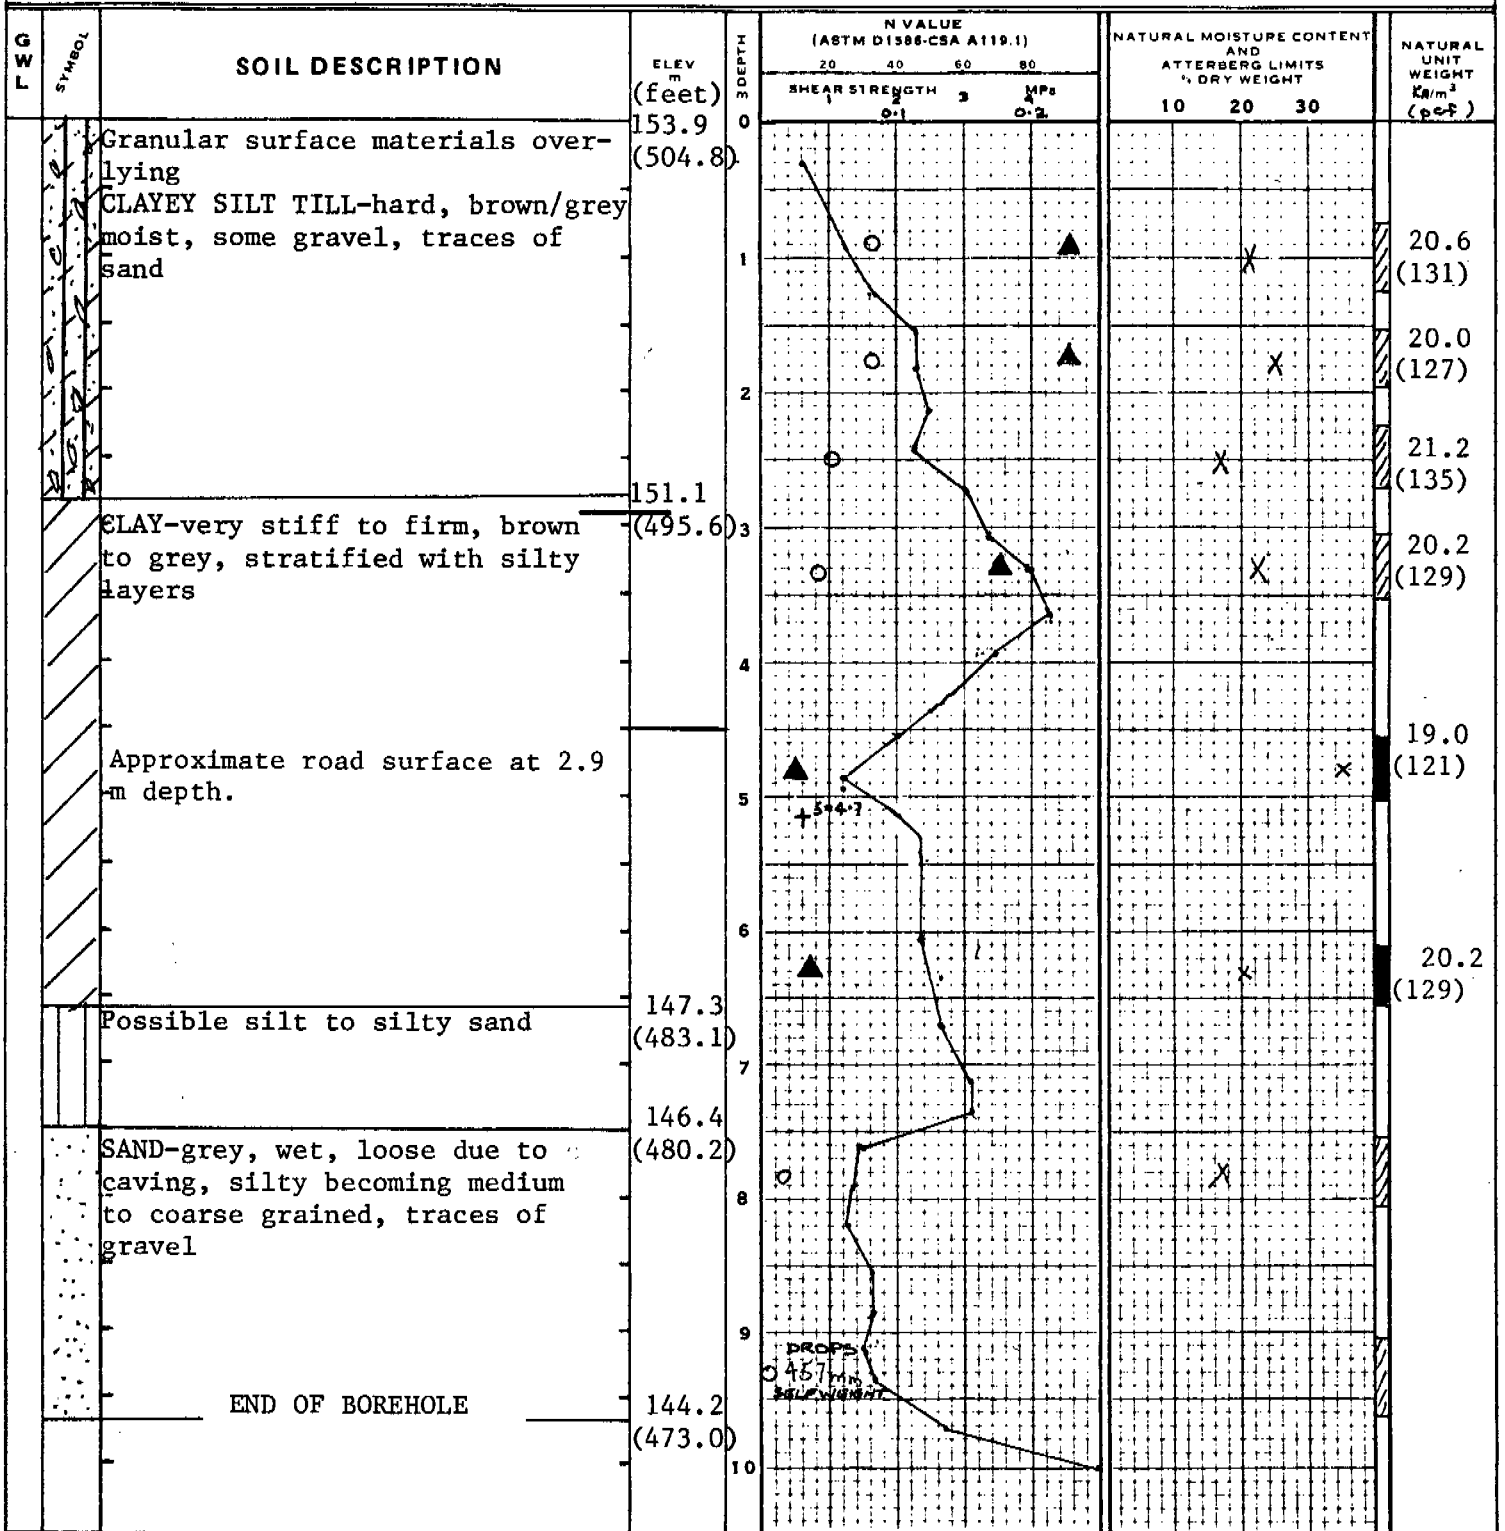 G
W
L
SYMBOL
SOIL DESCRIPTION
ELEV
m
(feet)
m DEPTH
N VALUE
(ASTM D1586-CSA A119.1)
20 40 60 80
SHEAR STRENGTH MPa
1 2 3 4
0.1 0.2
NATURAL MOISTURE CONTENT
AND
ATTERBERG LIMITS
% DRY WEIGHT
10 20 30
NATURAL
UNIT
WEIGHT
KN/m³
(pcf)
0
153.9
(504.8)
Granular surface materials over-
lying
CLAYEY SILT TILL-hard, brown/grey
moist, some gravel, traces of
sand
1
20.6
(131)
20.0
(127)
2
21.2
(135)
151.1
(495.6)
3
CLAY-very stiff to firm, brown
to grey, stratified with silty
layers
20.2
(129)
4
Approximate road surface at 2.9
m depth.
19.0
(121)
5
+ S=4.7
6
20.2
(129)
147.3
(483.1)
Possible silt to silty sand
7
146.4
(480.2)
SAND-grey, wet, loose due to
caving, silty becoming medium
to coarse grained, traces of
gravel
8
9
DROPS
457mm
SELF WEIGHT
END OF BOREHOLE
144.2
(473.0)
10